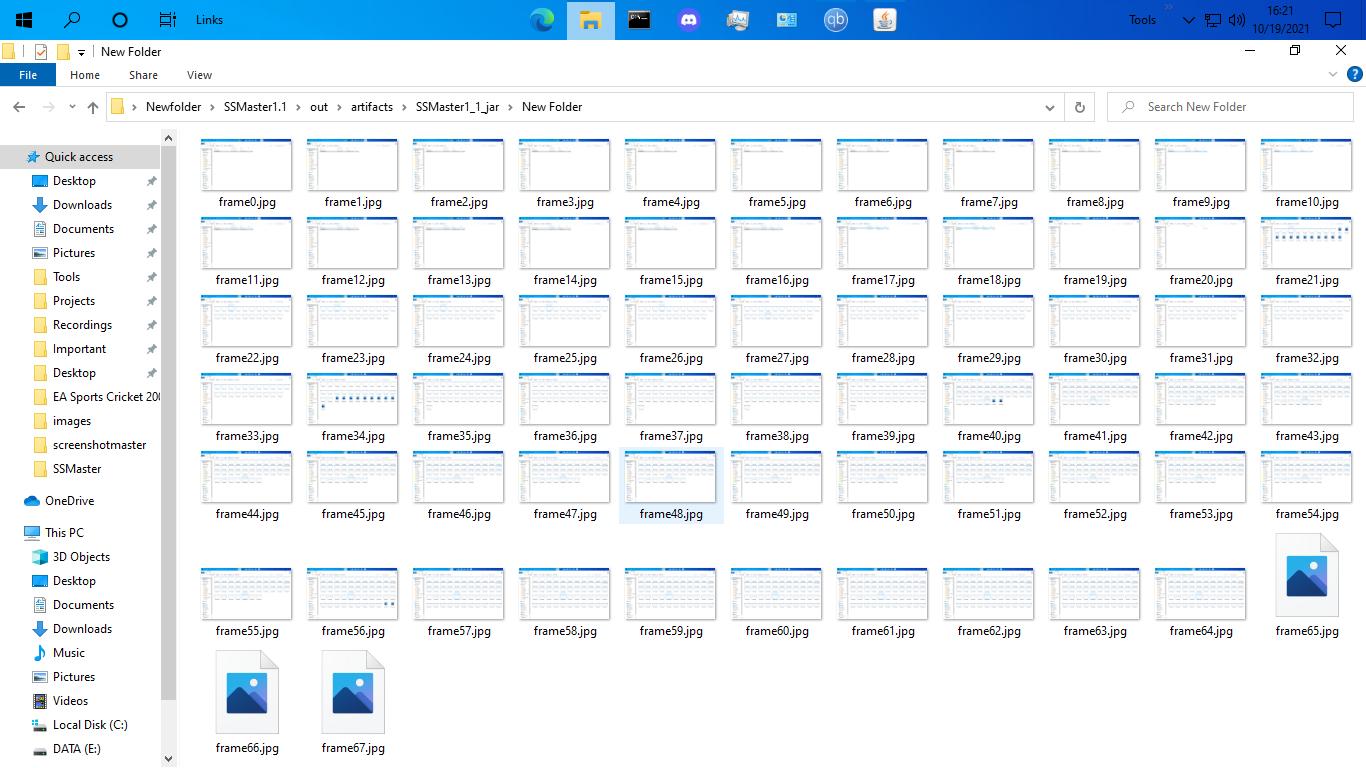 Links
Tools
16:21
10/19/2021
New Folder
File Home Share View
Newfolder SSMaster1.1 out artifacts SSMaster1_1_jar New Folder
Search New Folder
Quick access
Desktop
Downloads
Documents
Pictures
Tools
Projects
Recordings
Important
Desktop
EA Sports Cricket 200
images
screenshotmaster
SSMaster
OneDrive
This PC
3D Objects
Desktop
Documents
Downloads
Music
Pictures
Videos
Local Disk (C:)
DATA (E:)
frame0.jpg frame1.jpg frame2.jpg frame3.jpg frame4.jpg frame5.jpg frame6.jpg frame7.jpg frame8.jpg frame9.jpg frame10.jpg
frame11.jpg frame12.jpg frame13.jpg frame14.jpg frame15.jpg frame16.jpg frame17.jpg frame18.jpg frame19.jpg frame20.jpg frame21.jpg
frame22.jpg frame23.jpg frame24.jpg frame25.jpg frame26.jpg frame27.jpg frame28.jpg frame29.jpg frame30.jpg frame31.jpg frame32.jpg
frame33.jpg frame34.jpg frame35.jpg frame36.jpg frame37.jpg frame38.jpg frame39.jpg frame40.jpg frame41.jpg frame42.jpg frame43.jpg
frame44.jpg frame45.jpg frame46.jpg frame47.jpg frame48.jpg frame49.jpg frame50.jpg frame51.jpg frame52.jpg frame53.jpg frame54.jpg
frame55.jpg frame56.jpg frame57.jpg frame58.jpg frame59.jpg frame60.jpg frame61.jpg frame62.jpg frame63.jpg frame64.jpg frame65.jpg
frame66.jpg frame67.jpg